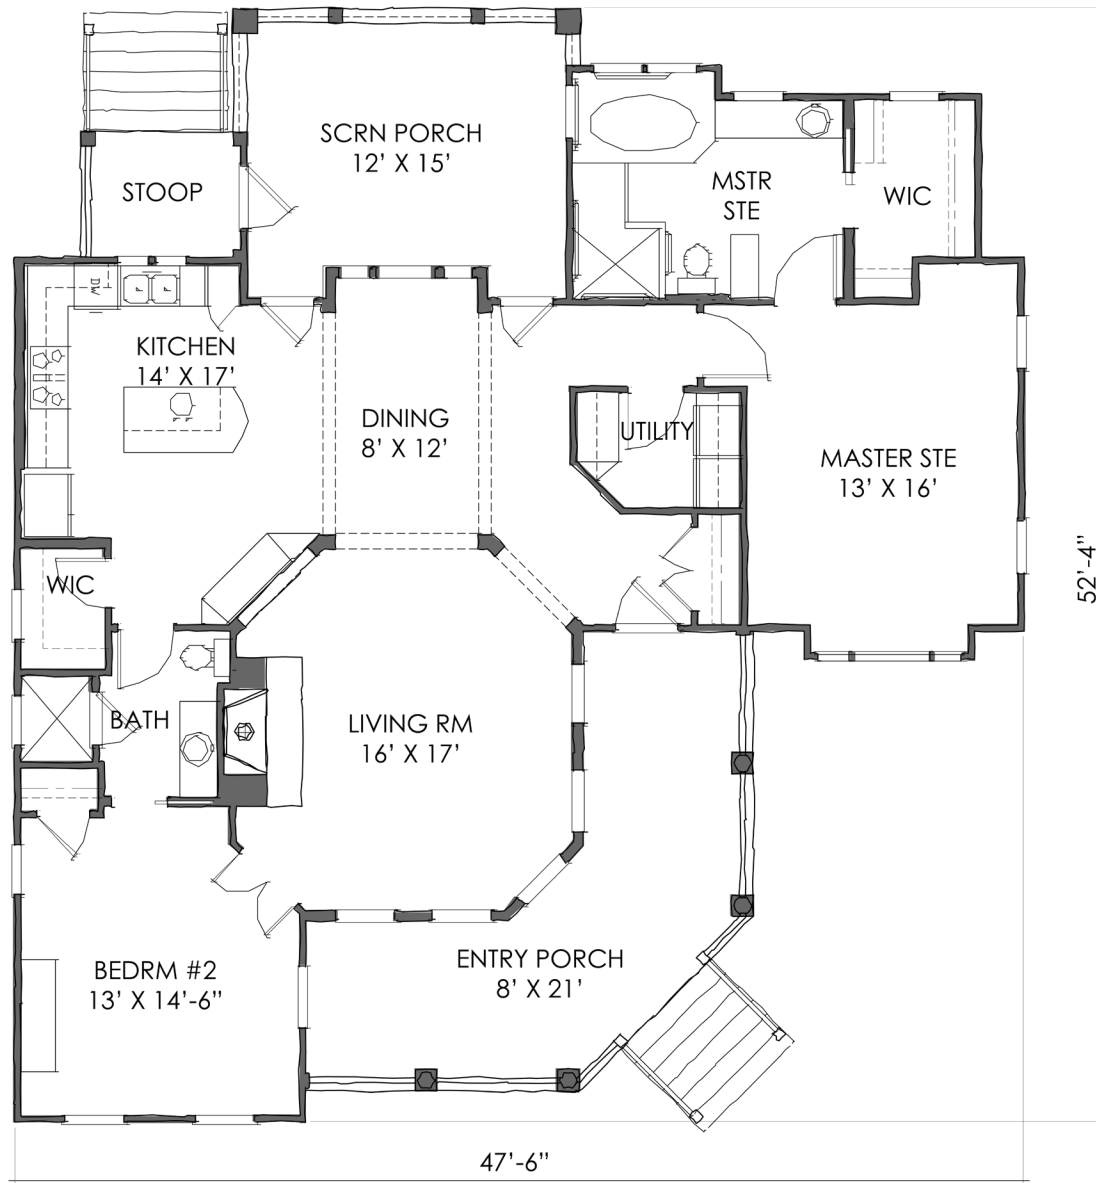 SCRN PORCH
12’ X 15’
STOOP
MSTR
STE
WIC
DW
KITCHEN
14’ X 17’
DINING
8’ X 12’
UTILITY
MASTER STE
13’ X 16’
52’-4”
WIC
BATH
LIVING RM
16’ X 17’
ENTRY PORCH
8’ X 21’
BEDRM #2
13’ X 14’-6”
47’-6”